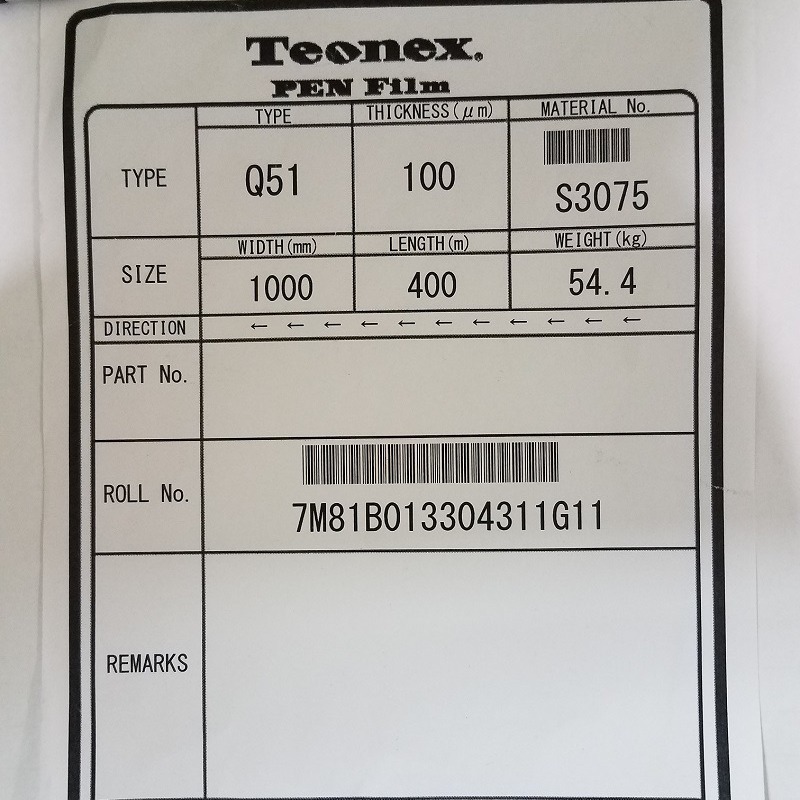 Teonex®
PEN Film
TYPE THICKNESS(μm) MATERIAL No.
TYPE Q51 100 S3075
WIDTH(mm) LENGTH(m) WEIGHT(kg)
SIZE 1000 400 54.4
DIRECTION ← ← ← ← ← ← ← ← ← ← ←
PART No.
ROLL No. 7M81B013304311G11
REMARKS